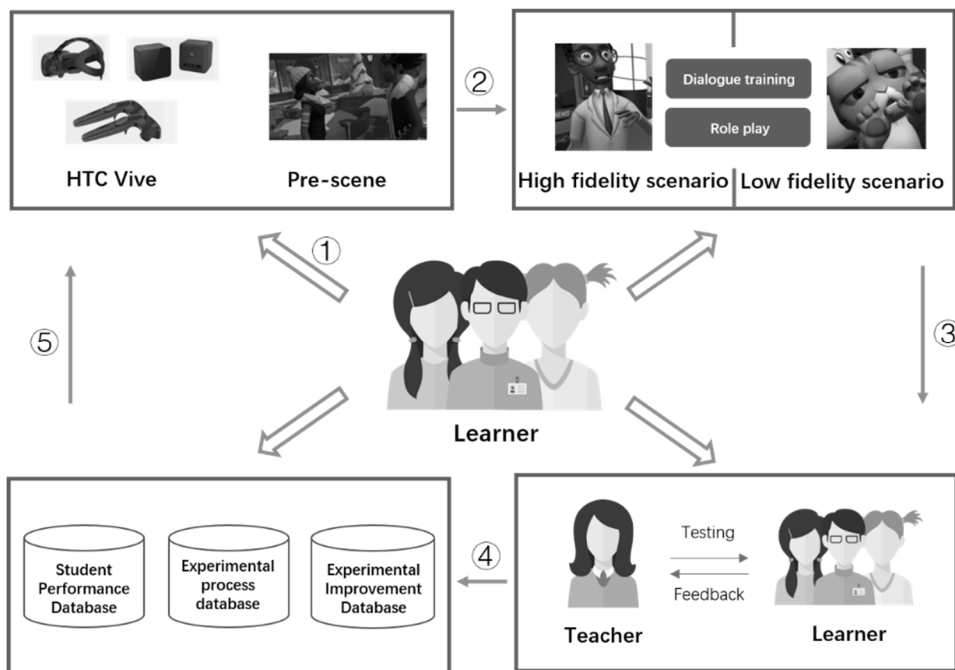 HTC Vive
Pre-scene
②
Dialogue training
Role play
High fidelity scenario
Low fidelity scenario
①
Learner
⑤
③
Student
Performance
Database
Experimental
process
database
Experimental
Improvement
Database
④
Testing
Feedback
Teacher
Learner